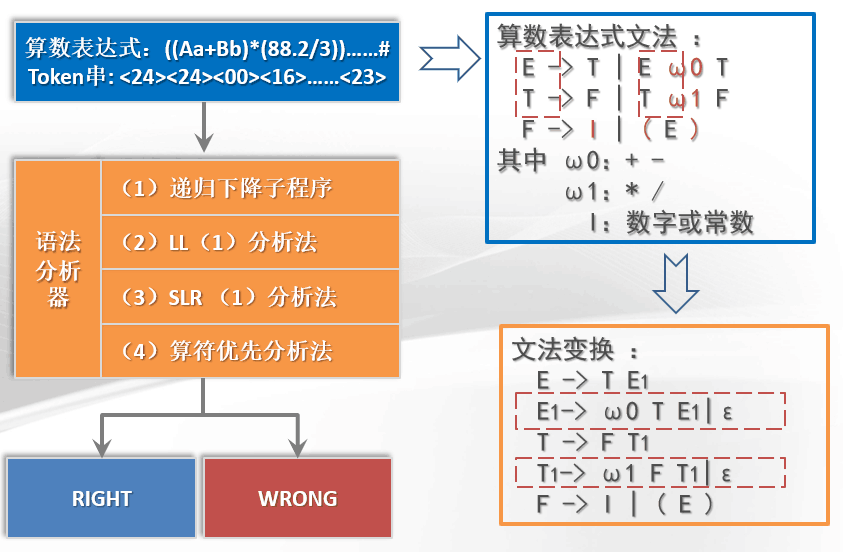 算数表达式：((Aa+Bb)*(88.2/3))……#
Token串: <24><24><00><16>……<23>
语法
分析
器
（1）递归下降子程序
（2）LL（1）分析法
（3）SLR （1）分析法
（4）算符优先分析法
RIGHT
WRONG
算数表达式文法 ：
E -> T | E ω0 T
T -> F | T ω1 F
F -> I | ( E )
其中 ω0：+ -
ω1：* /
I：数字或常数
文法变换 ：
E -> T E1
E1-> ω0 T E1| ε
T -> F T1
T1-> ω1 F T1| ε
F -> I | ( E )